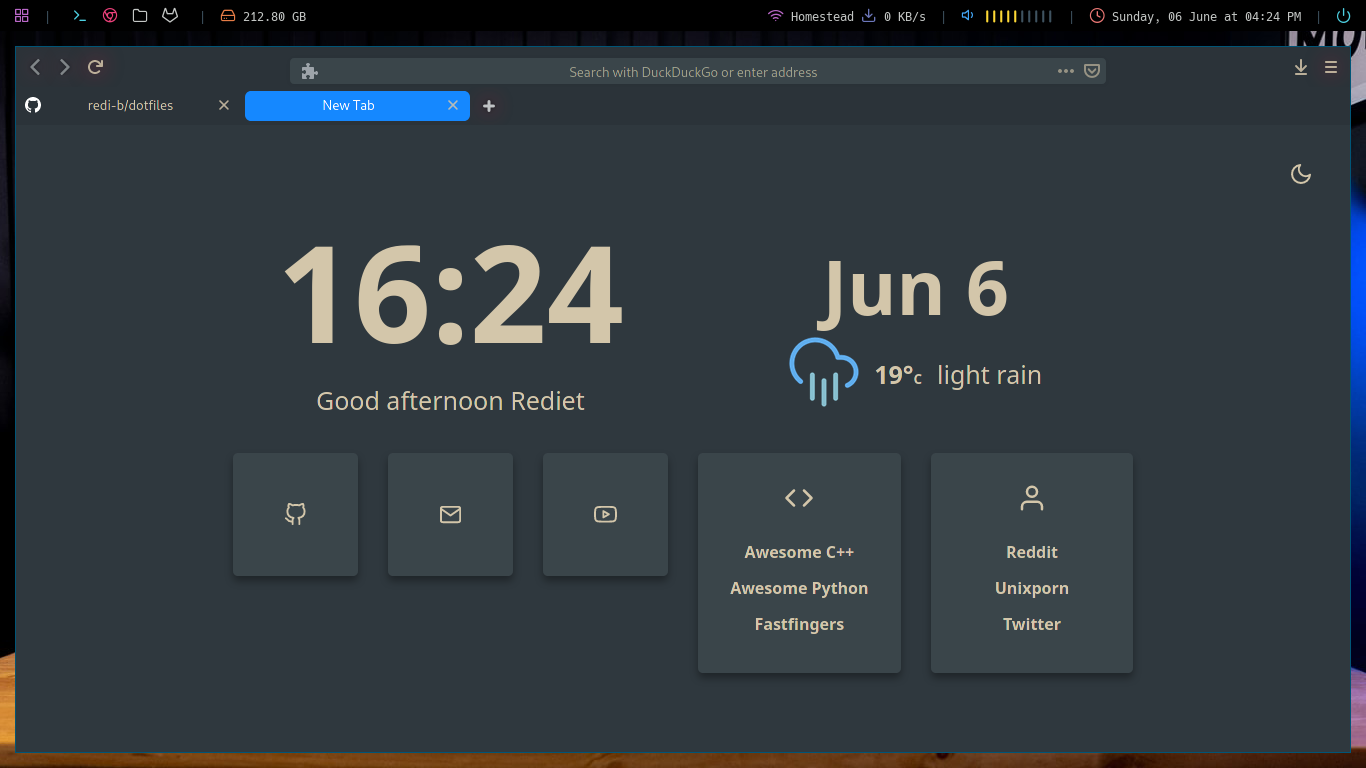 212.80 GB
Homestead 0 KB/s
Sunday, 06 June at 04:24 PM
Search with DuckDuckGo or enter address
redi-b/dotfiles
New Tab
16:24
Jun 6
19°c light rain
Good afternoon Rediet
Awesome C++
Awesome Python
Fastfingers
Reddit
Unixporn
Twitter